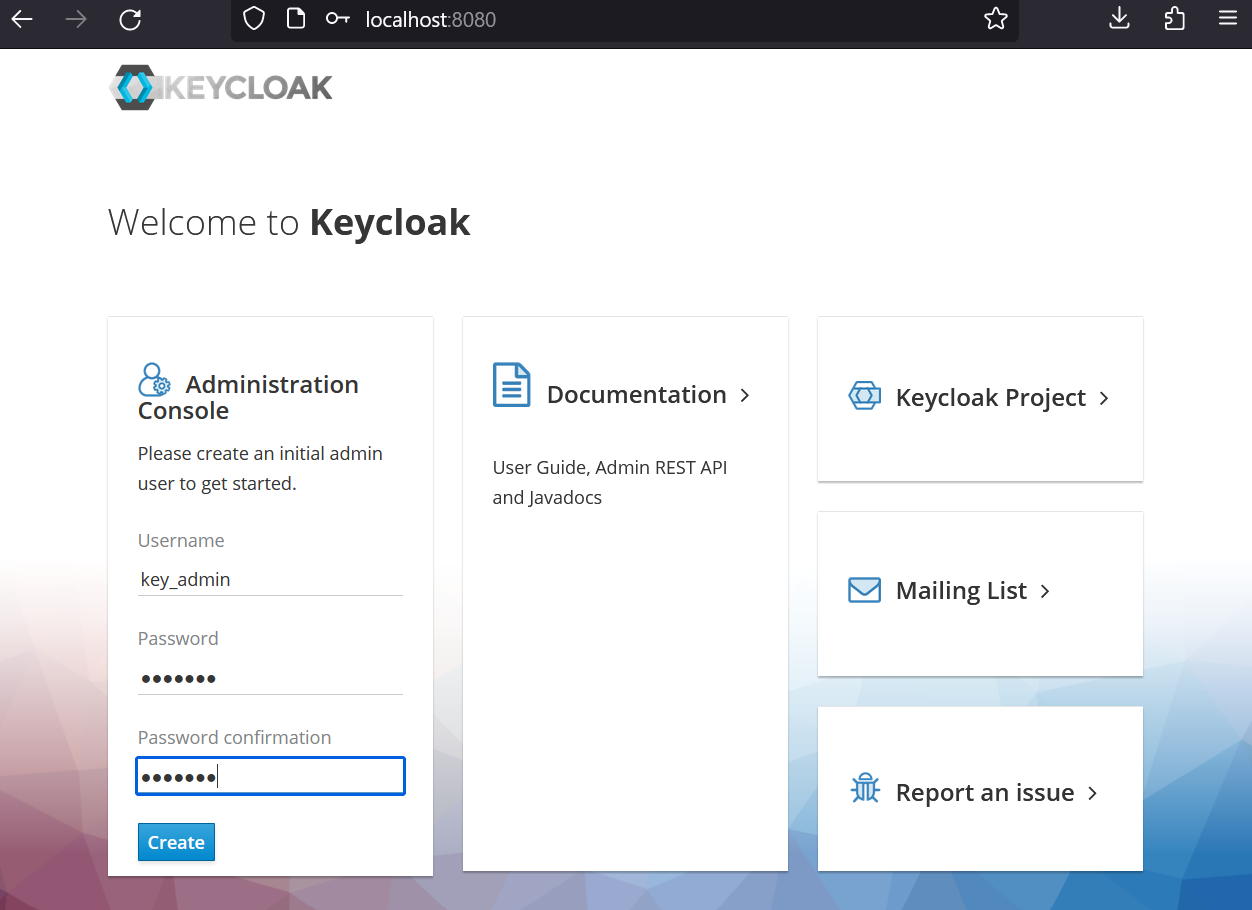 localhost:8080
KEYCLOAK
Welcome to Keycloak
Administration
Console
Please create an initial admin
user to get started.
Username
key_admin
Password
•••••••
Password confirmation
•••••••
Create
Documentation
User Guide, Admin REST API
and Javadocs
Keycloak Project
Mailing List
Report an issue